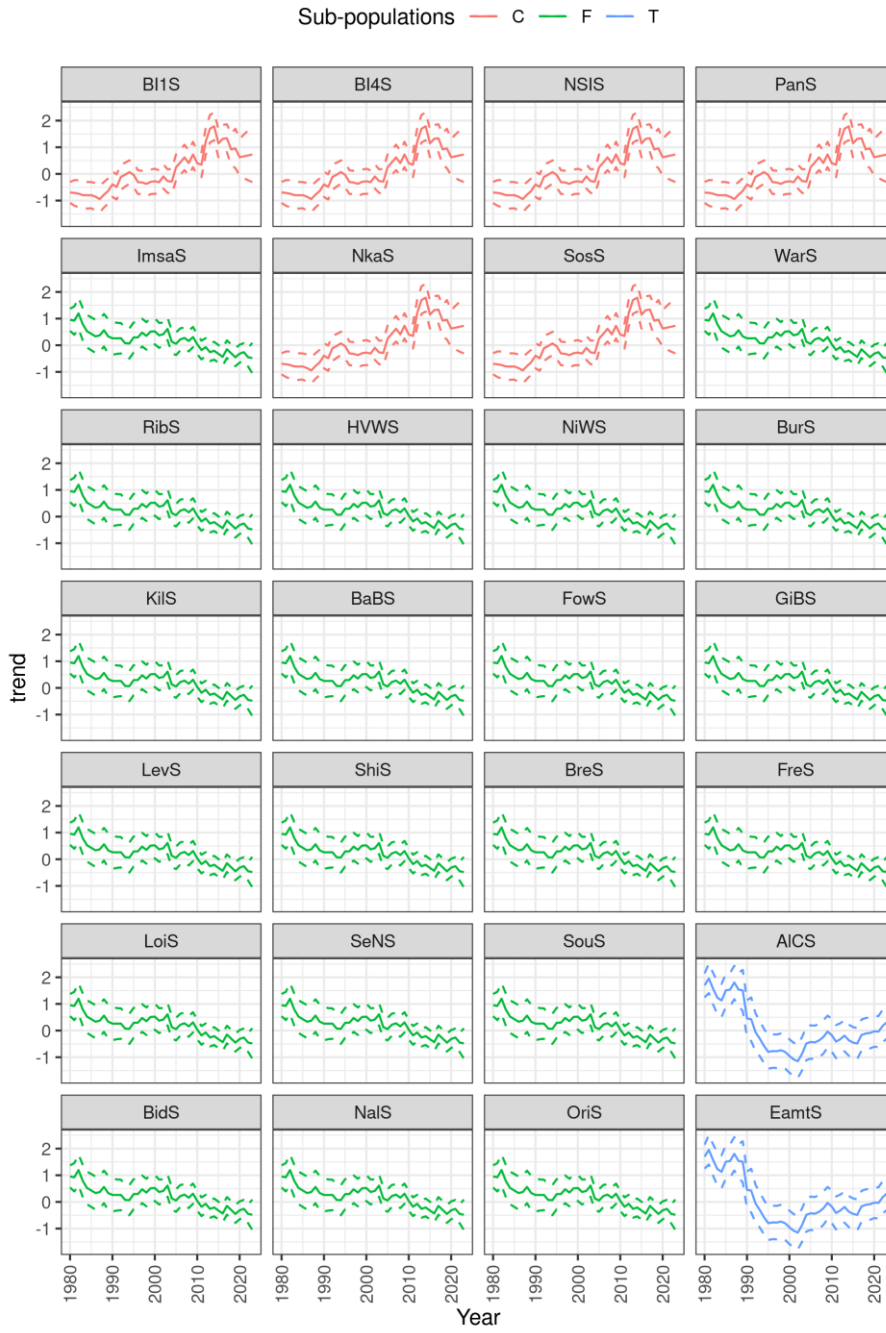 Sub-populations C F T
BI1S BI4S NSIS PanS
2
1
0
-1
ImsaS NkaS SosS WarS
2
1
0
-1
RibS HVWS NiWS BurS
2
1
0
-1
KilS BaBS FowS GiBS
2
1
0
-1
trend
LevS ShiS BreS FreS
2
1
0
-1
LoiS SeNS SouS AlCS
2
1
0
-1
BidS NalS OriS EamtS
2
1
0
-1
1980 1990 2000 2010 2020 1980 1990 2000 2010 2020 1980 1990 2000 2010 2020 1980 1990 2000 2010 2020
Year